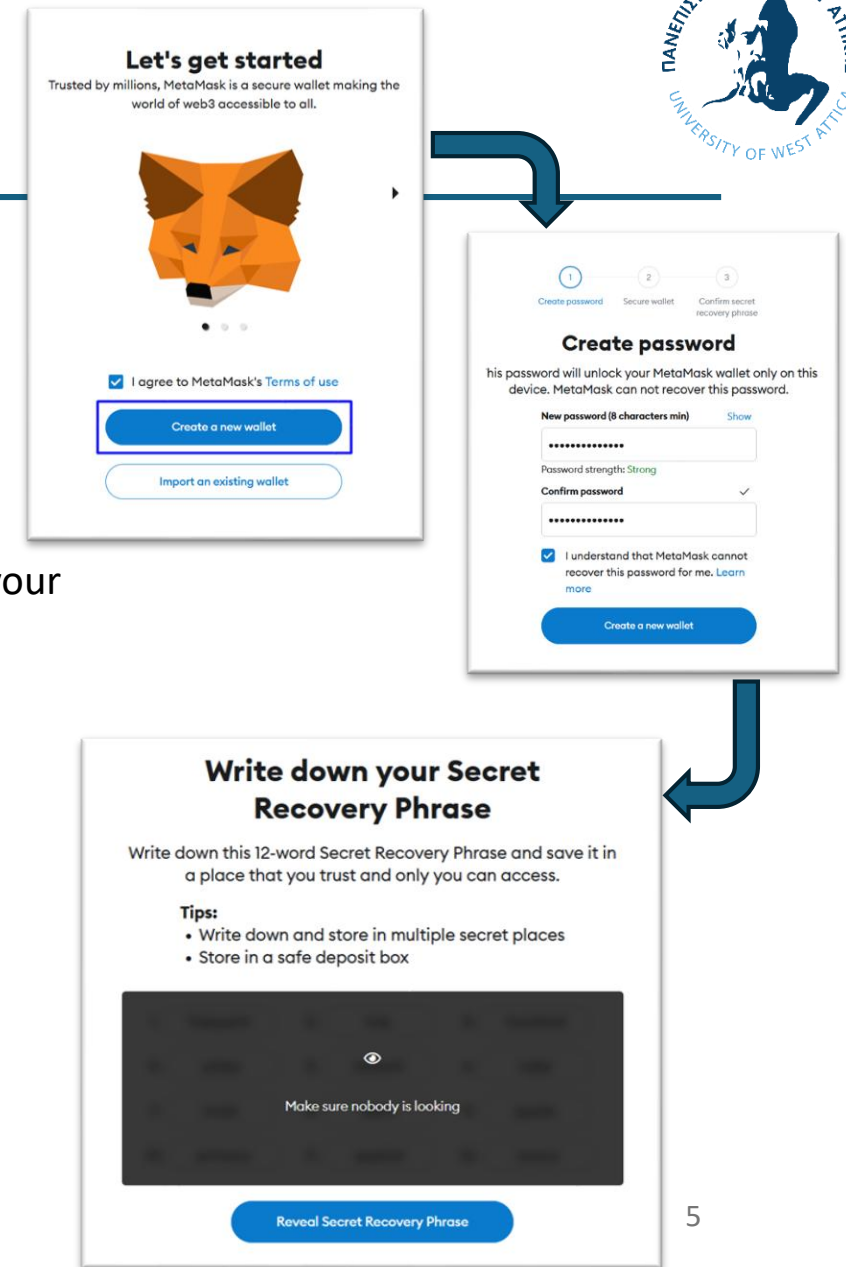 Let's get started
Trusted by millions, MetaMask is a secure wallet making the
world of web3 accessible to all.
I agree to MetaMask's Terms of use
Create a new wallet
Import an existing wallet
UNIVERSITY OF WEST
1
2
3
Create password
Secure wallet
Confirm secret
recovery phrase
Create password
his password will unlock your MetaMask wallet only on this
device. MetaMask can not recover this password.
New password (8 characters min)
Show
••••••••••••••
Password strength: Strong
Confirm password
••••••••••••••
I understand that MetaMask cannot
recover this password for me. Learn
more
Create a new wallet
our
Write down your Secret
Recovery Phrase
Write down this 12-word Secret Recovery Phrase and save it in
a place that you trust and only you can access.
Tips:
• Write down and store in multiple secret places
• Store in a safe deposit box
Make sure nobody is looking
Reveal Secret Recovery Phrase
5